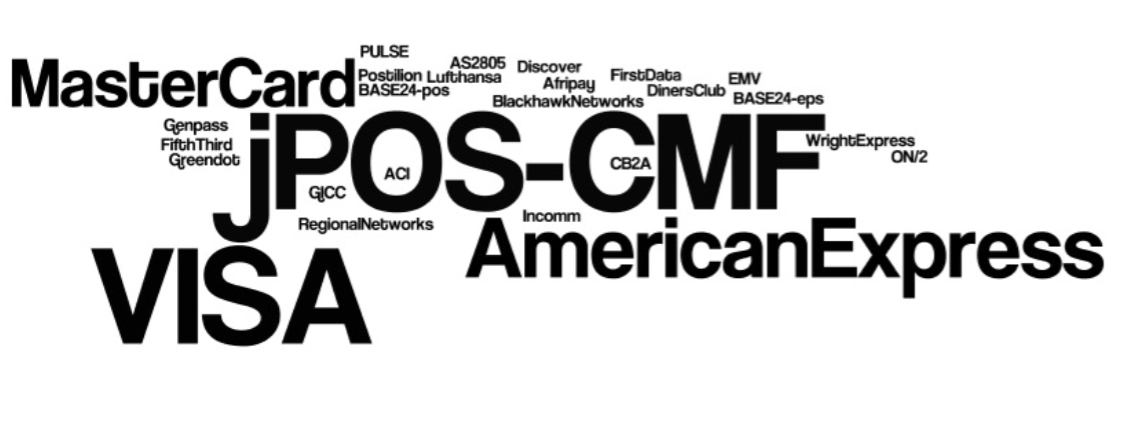 PULSE
MasterCard
AS2805
Discover
Postilion
Lufthansa
Afripay
FirstData
EMV
BASE24-pos
DinersClub
BlackhawkNetworks
BASE24-eps
Genpass
FifthThird
Greendot
jPOS-CMF
WrightExpress
ON/2
ACI
CB2A
GICC
RegionalNetworks
Incomm
AmericanExpress
VISA